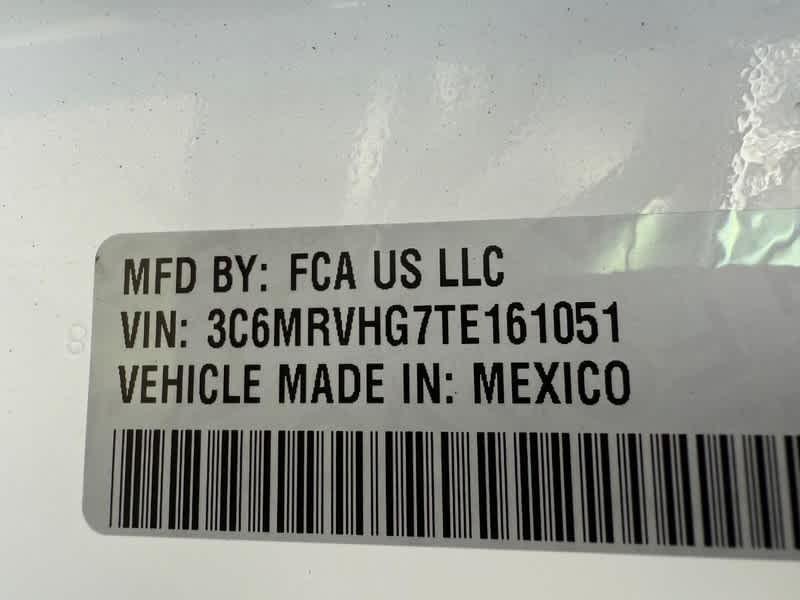 MFD BY: FCA US LLC
VIN: 3C6MRVHG7TE161051
VEHICLE MADE IN: MEXICO